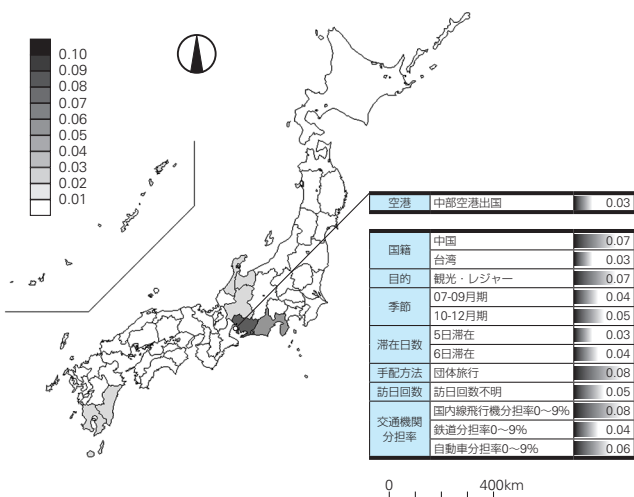 0.10
0.09
0.08
0.07
0.06
0.05
0.04
0.03
0.02
0.01
空港 中部空港出国 0.03
国籍 中国 0.07
台湾 0.03
目的 観光・レジャー 0.07
季節 07-09月期 0.04
10-12月期 0.05
滞在日数 5日滞在 0.03
6日滞在 0.04
手配方法 団体旅行 0.08
訪日回数 訪日回数不明 0.05
交通機関分担率 国内線飛行機分担率0〜9% 0.08
鉄道分担率0〜9% 0.04
自動車分担率0〜9% 0.06
0 400km